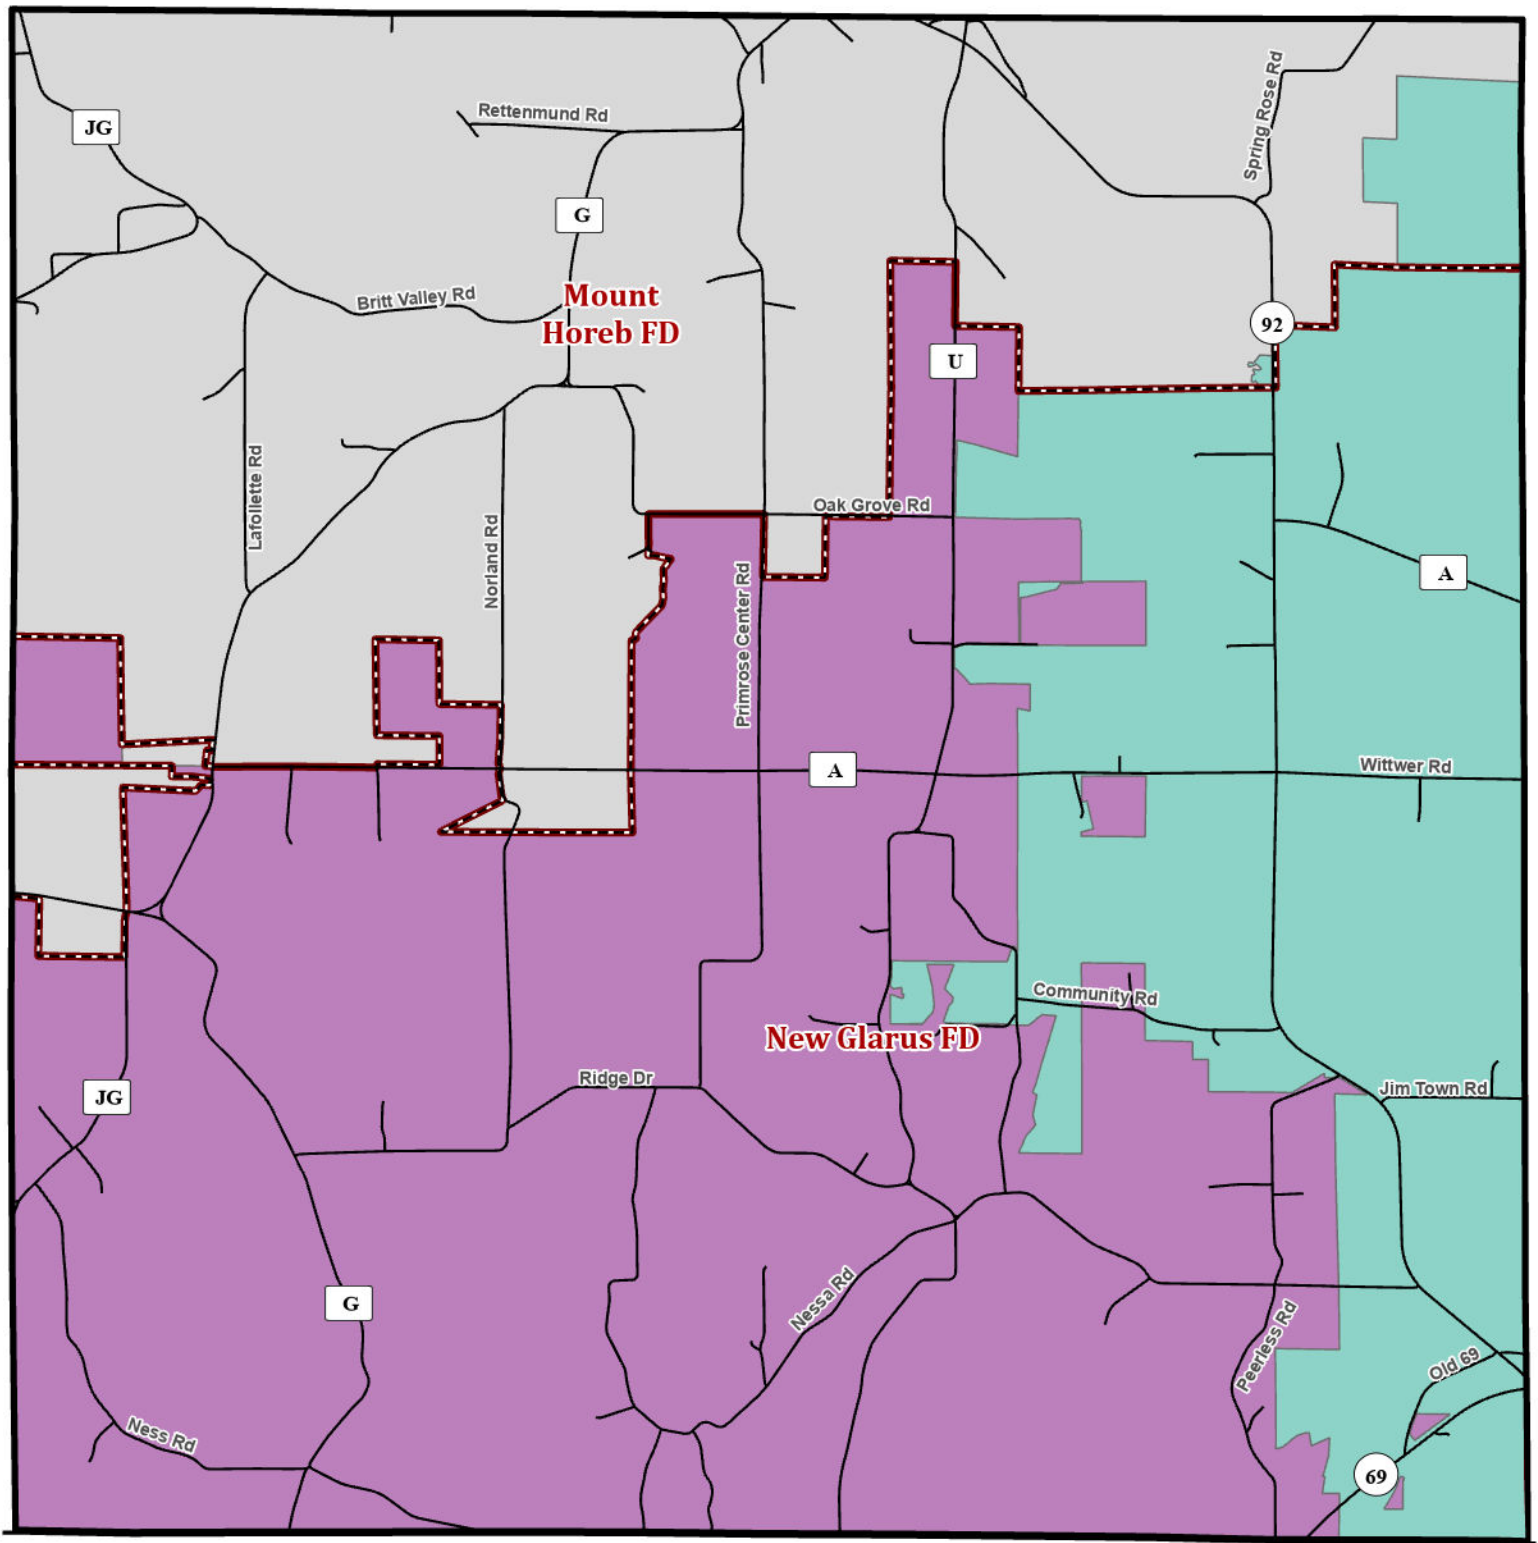 Spring Rose Rd
Rettenmund Rd
JG
G
Britt Valley Rd
Mount
Horeb FD
92
U
Lafollette Rd
Norland Rd
Oak Grove Rd
Primrose Center Rd
A
A
Wittwer Rd
Community Rd
New Glarus FD
Ridge Dr
JG
Jim Town Rd
G
Nessa Rd
Peerless Rd
Old 69
Ness Rd
69